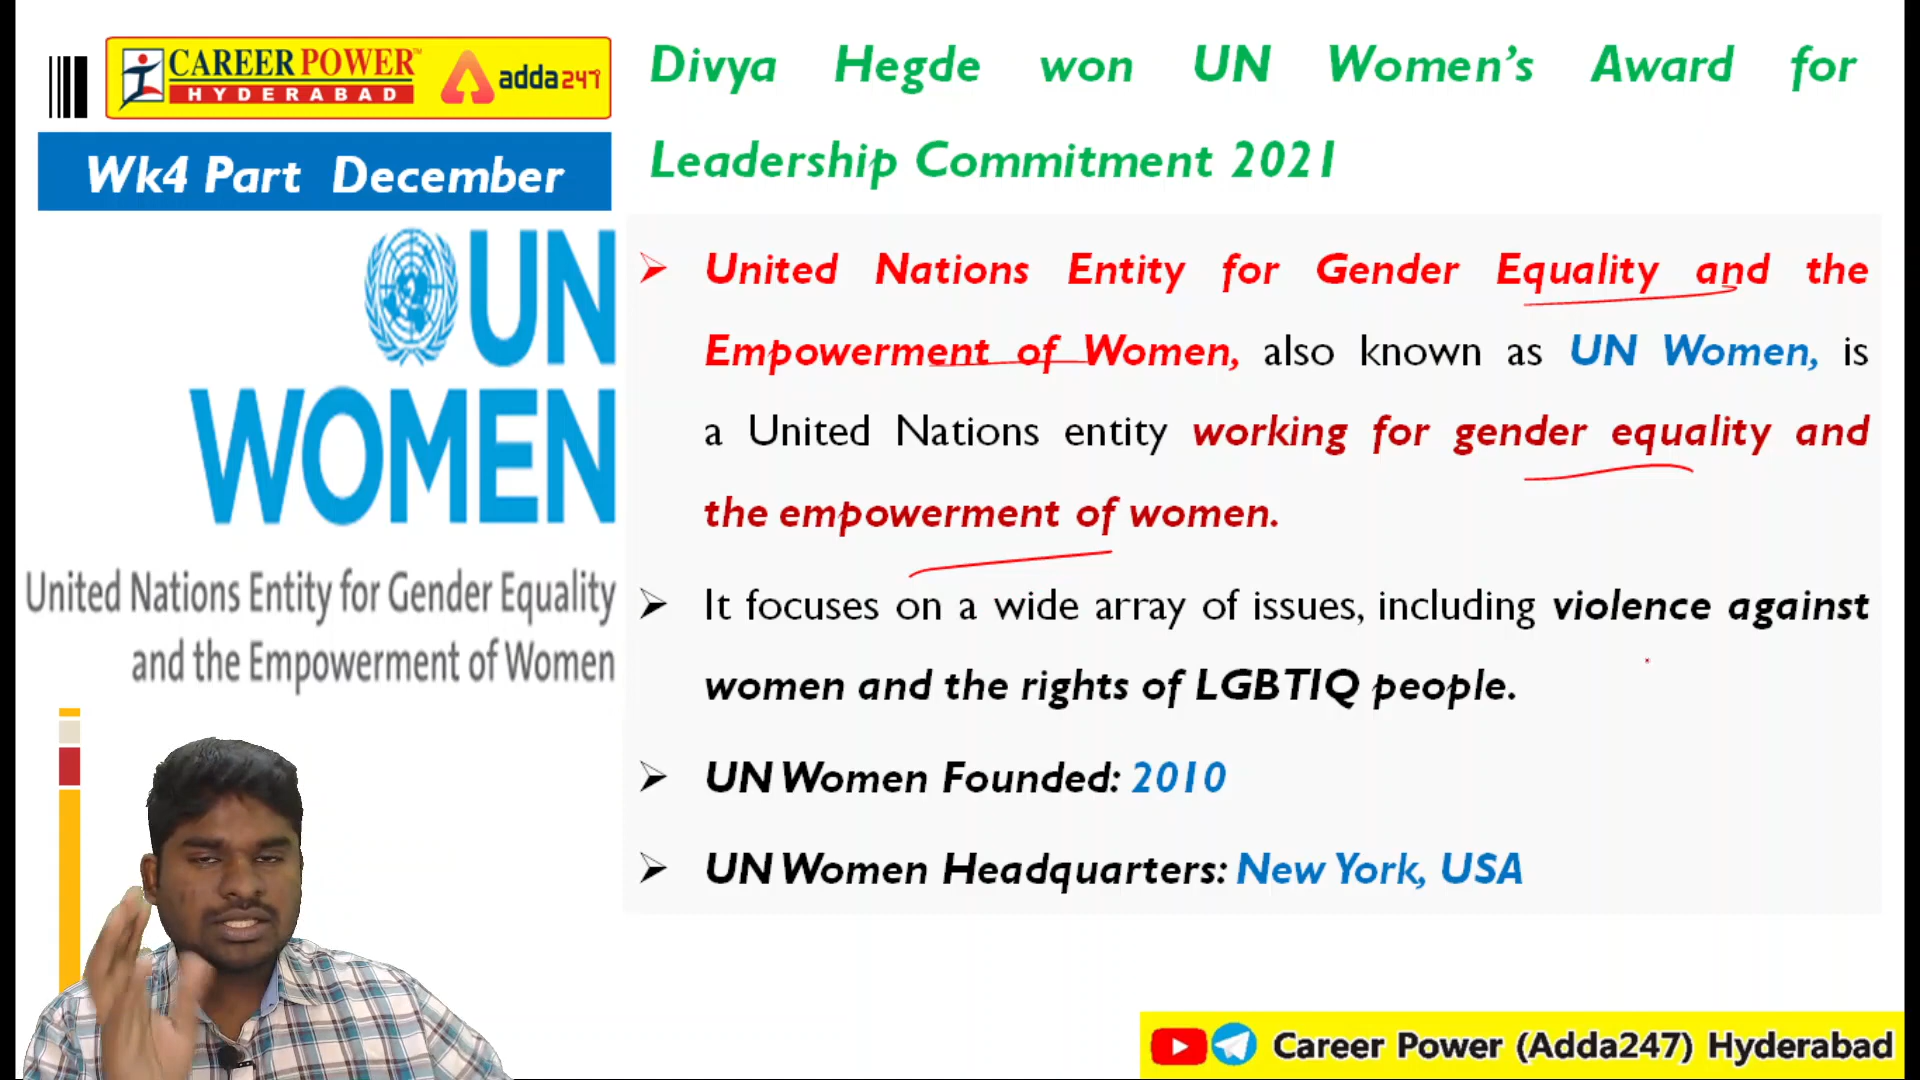 CAREER POWER
HYDERABAD
adda247
Wk4 Part December
Divya Hegde won UN Women's Award for
Leadership Commitment 2021
UN
WOMEN
United Nations Entity for Gender Equality
and the Empowerment of Women
➢ United Nations Entity for Gender Equality and the
Empowerment of Women, also known as UN Women, is
a United Nations entity working for gender equality and
the empowerment of women.
➢ It focuses on a wide array of issues, including violence against
women and the rights of LGBTIQ people.
➢ UN Women Founded: 2010
➢ UN Women Headquarters: New York, USA
Career Power (Adda247) Hyderabad